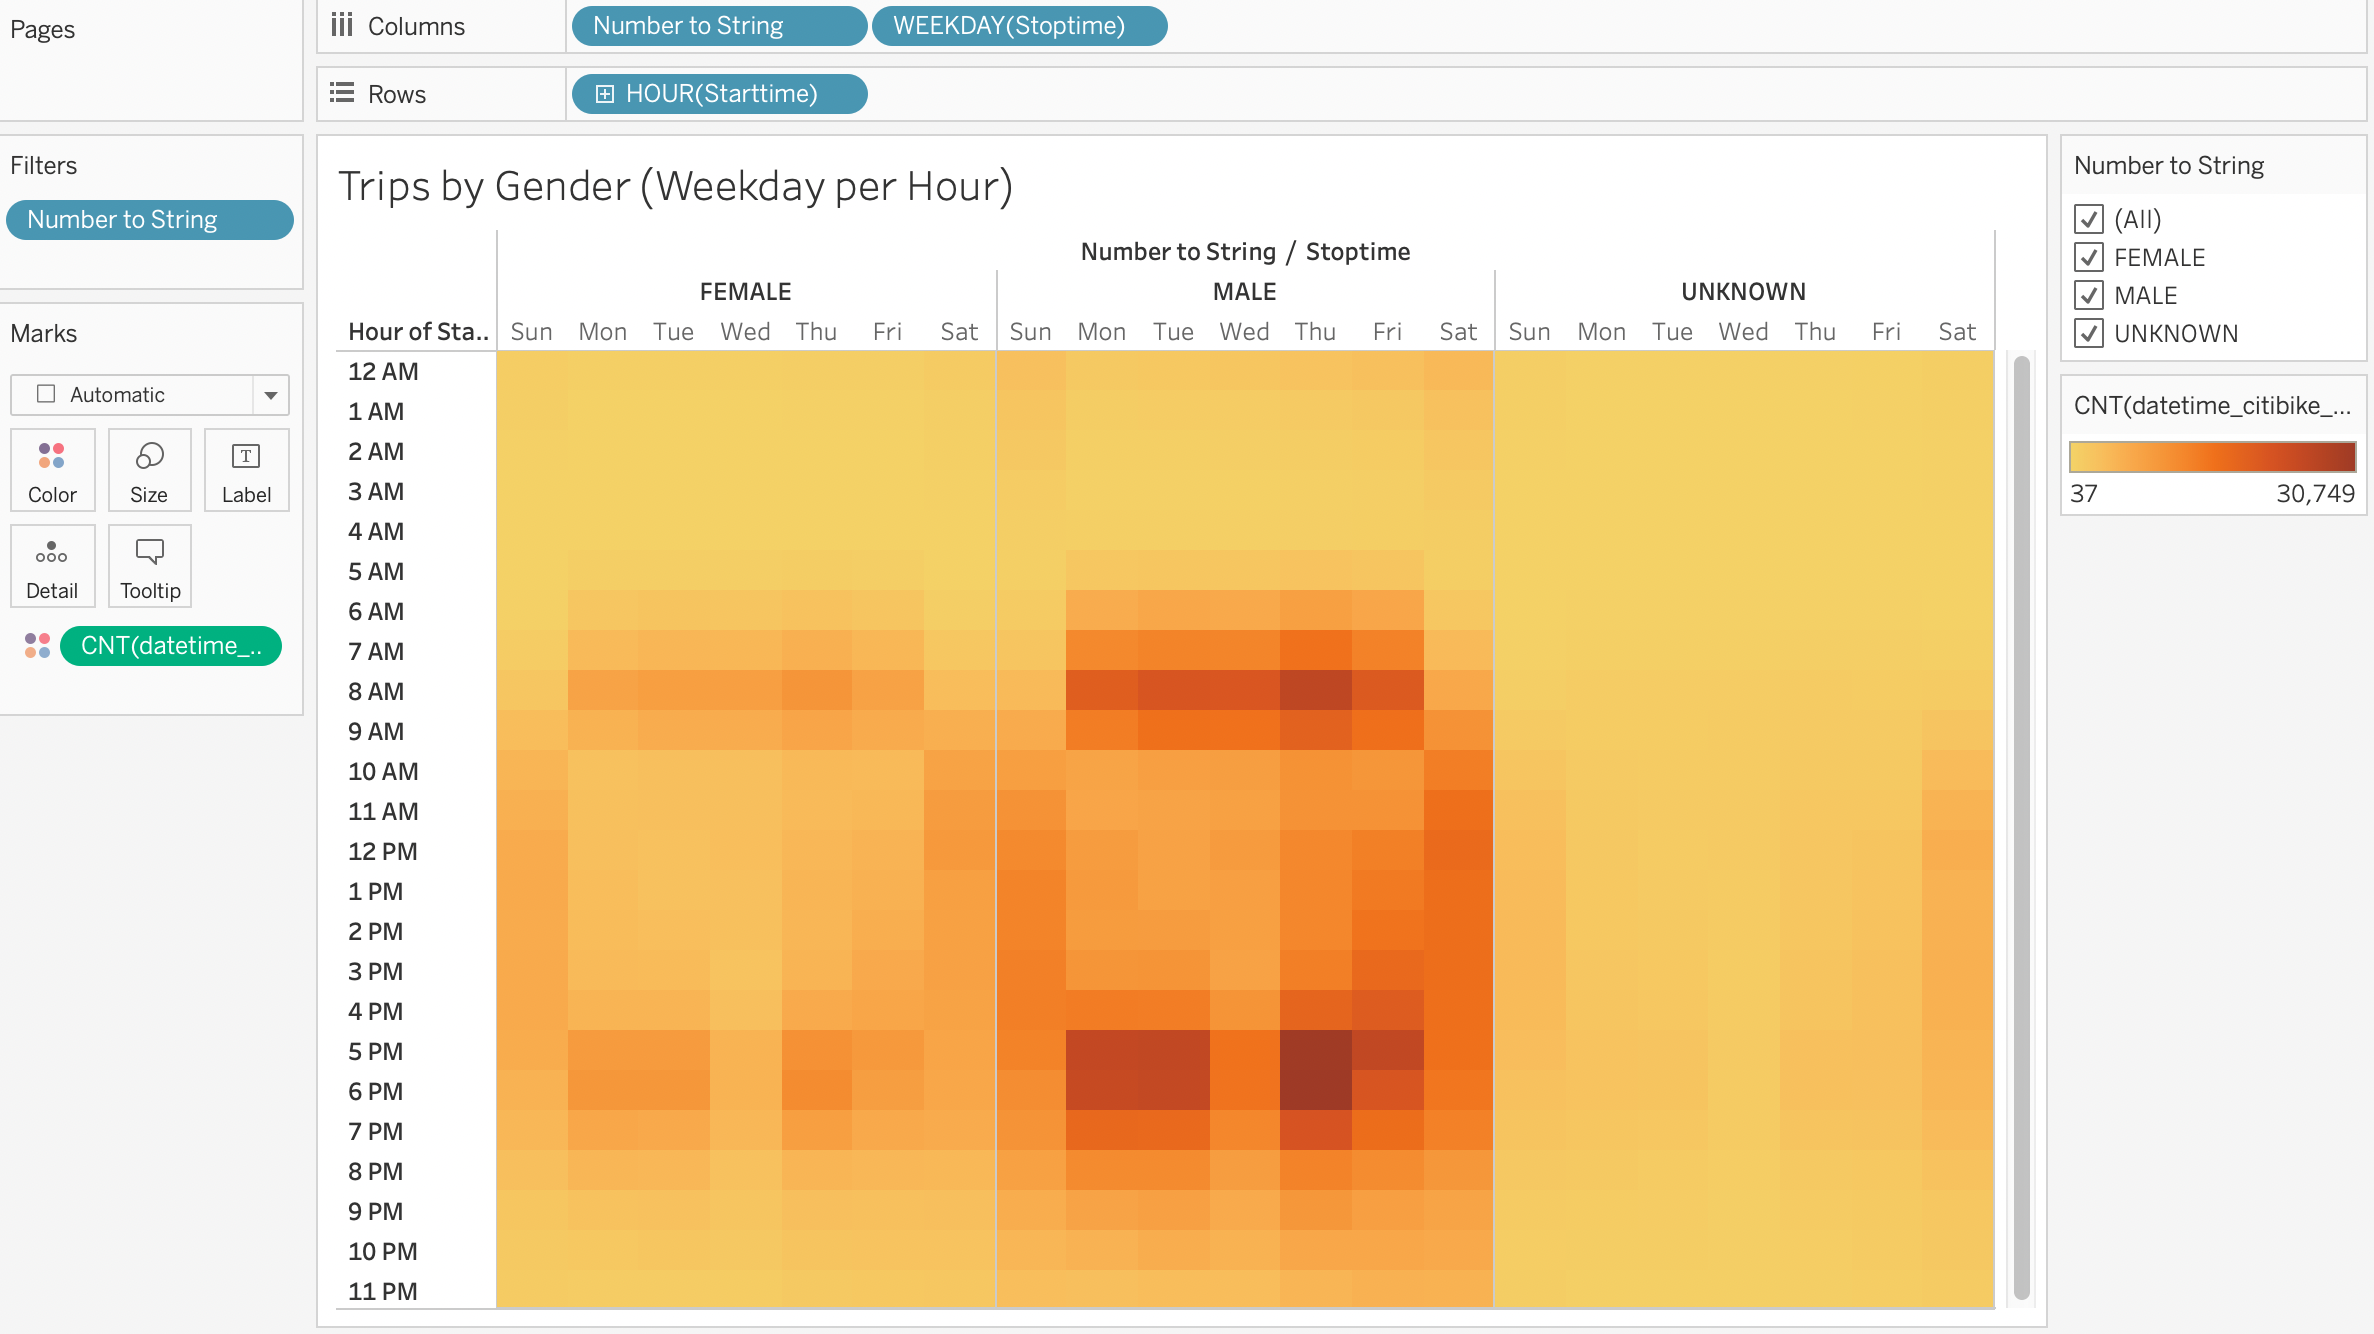 Pages
Columns
Number to String
WEEKDAY(Stoptime)
Rows
HOUR(Starttime)
Filters
Number to String
Marks
Automatic
Color
Size
T
Label
Detail
Tooltip
CNT(datetime_..
Trips by Gender (Weekday per Hour)
Number to String / Stoptime
FEMALE MALE UNKNOWN
Hour of Sta.. Sun Mon Tue Wed Thu Fri Sat Sun Mon Tue Wed Thu Fri Sat Sun Mon Tue Wed Thu Fri Sat
12 AM
1 AM
2 AM
3 AM
4 AM
5 AM
6 AM
7 AM
8 AM
9 AM
10 AM
11 AM
12 PM
1 PM
2 PM
3 PM
4 PM
5 PM
6 PM
7 PM
8 PM
9 PM
10 PM
11 PM
Number to String
(All)
FEMALE
MALE
UNKNOWN
CNT(datetime_citibike_...
37 30,749